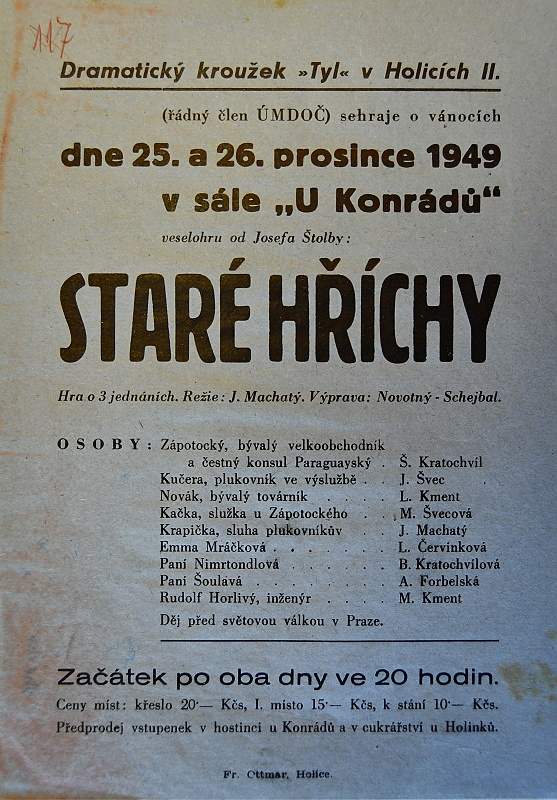 117
Dramatický kroužek »Tyl« v Holicích II.
(řádný člen ÚMDOČ) sehraje o vánocích
dne 25. a 26. prosince 1949
v sále „U Konrádů“
veselohru od Josefa Štolby:
STARÉ HŘÍCHY
Hra o 3 jednáních. Režie: J. Machatý. Výprava: Novotný - Schejbal.
OSOBY: Zápotocký, bývalý velkoobchodník
a čestný konsul Paraguayský . Š. Kratochvíl
Kučera, plukovník ve výslužbě . . J. Švec
Novák, bývalý továrník . . . . L. Kment
Kačka, služka u Zápotockého . . M. Švecová
Krapička, sluha plukovníkův . . J. Machatý
Emma Mráčková . . . . . . L. Červinková
Paní Nimrtondlová . . . . . B. Kratochvílová
Paní Šoulavá . . . . . . . A. Forbelská
Rudolf Horlivý, inženýr . . . . M. Kment
Děj před světovou válkou v Praze.
Začátek po oba dny ve 20 hodin.
Ceny míst: křeslo 20·— Kčs, I. místo 15·— Kčs, k stání 10·— Kčs.
Předprodej vstupenek v hostinci u Konrádů a v cukrářství u Holinků.
Fr. Ottmar, Holice.